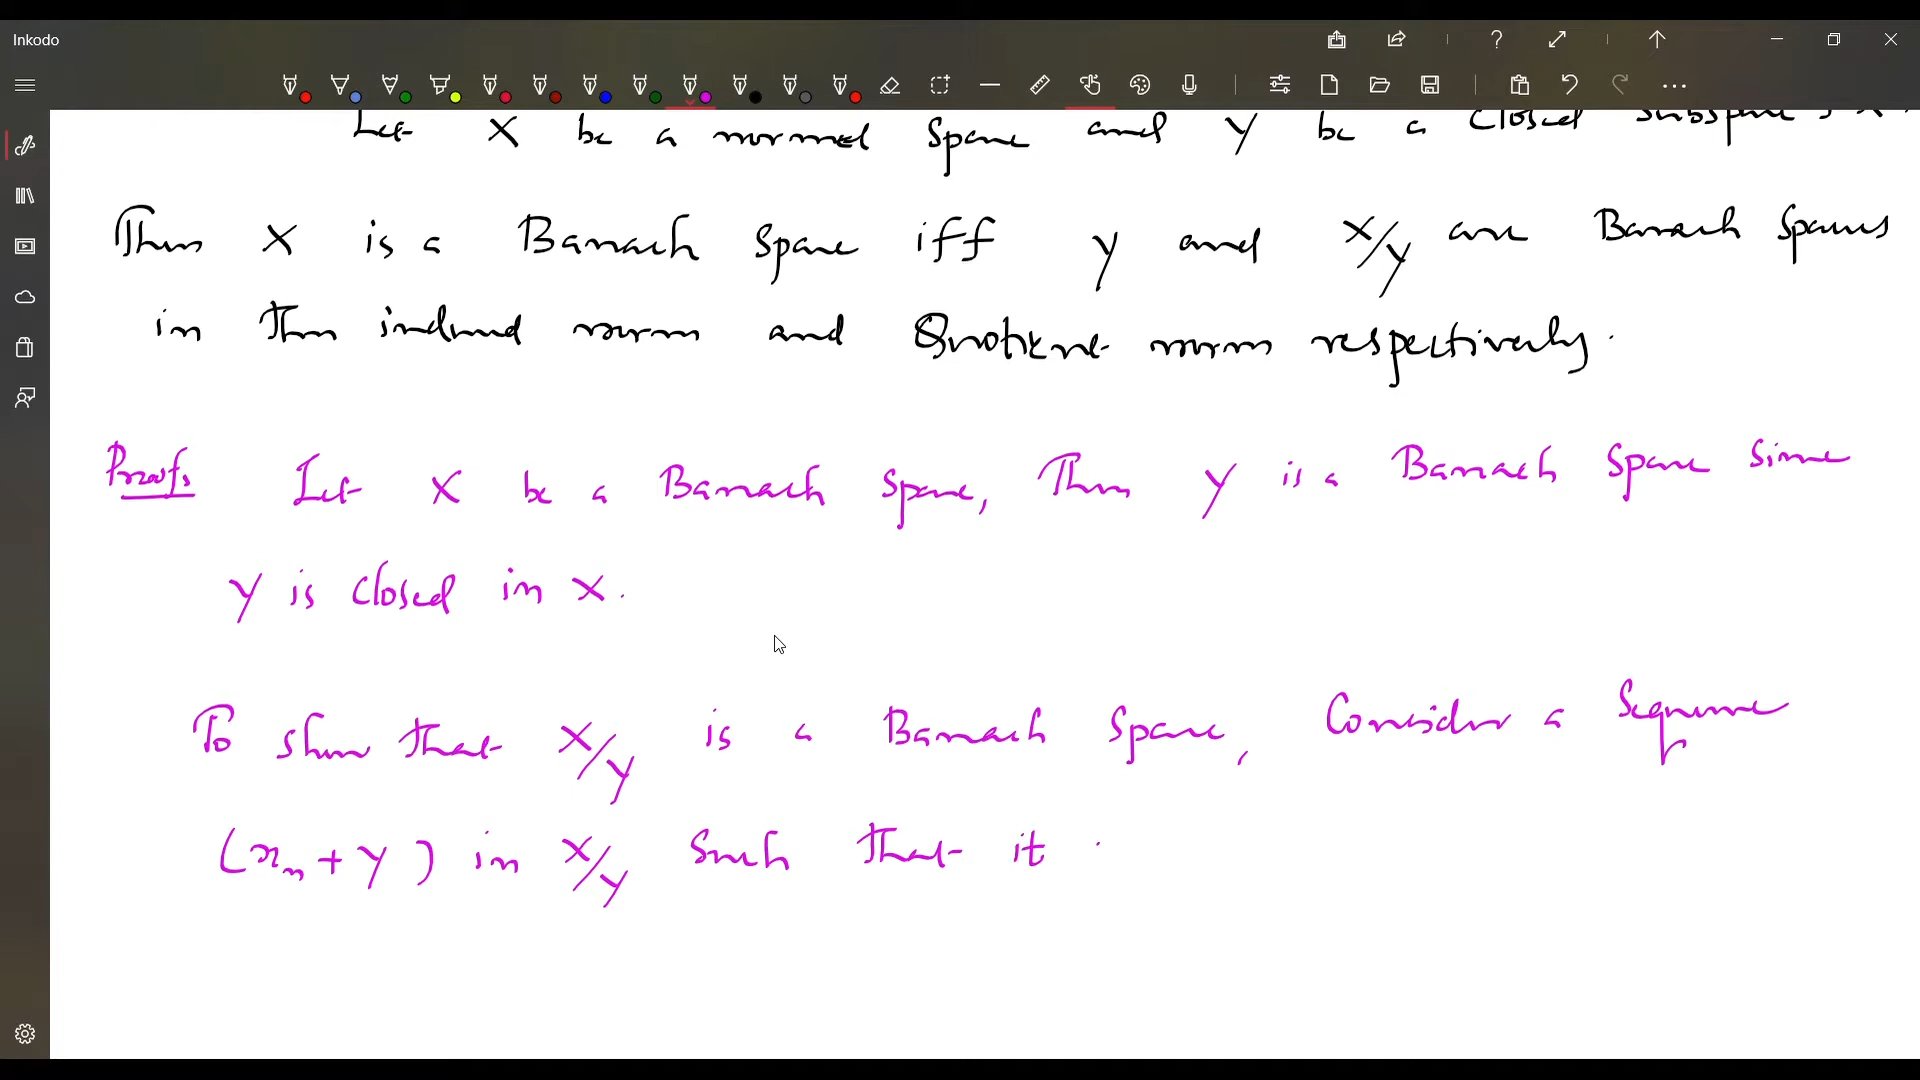 Inkodo
Let X be a normed space and Y be a closed subspace of X.
Then X is a Banach space iff Y and X/Y are Banach spaces
in the induced norm and Quotient norm respectively.
Proof: Let X be a Banach space, Then Y is a Banach space since
Y is closed in X.
To show that X/Y is a Banach space, Consider a sequence
(xₙ + Y) in X/Y such that it